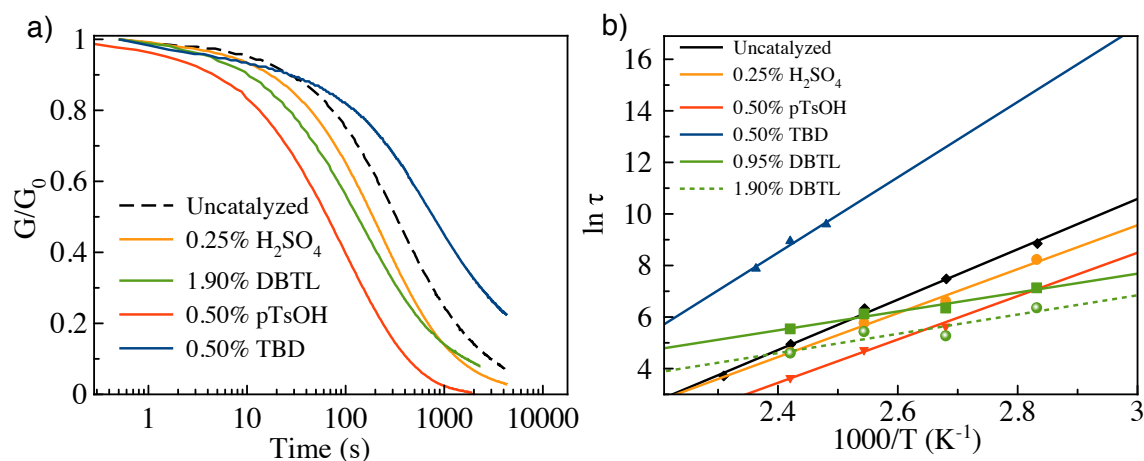 a)
G/G₀
1
0.8
0.6
0.4
0.2
0
Uncatalyzed
0.25% H₂SO₄
1.90% DBTL
0.50% pTsOH
0.50% TBD
1 10 100 1000 10000
Time (s)
b)
ln τ
16
14
12
10
8
6
4
Uncatalyzed
0.25% H₂SO₄
0.50% pTsOH
0.50% TBD
0.95% DBTL
1.90% DBTL
2.4 2.6 2.8 3
1000/T (K⁻¹)